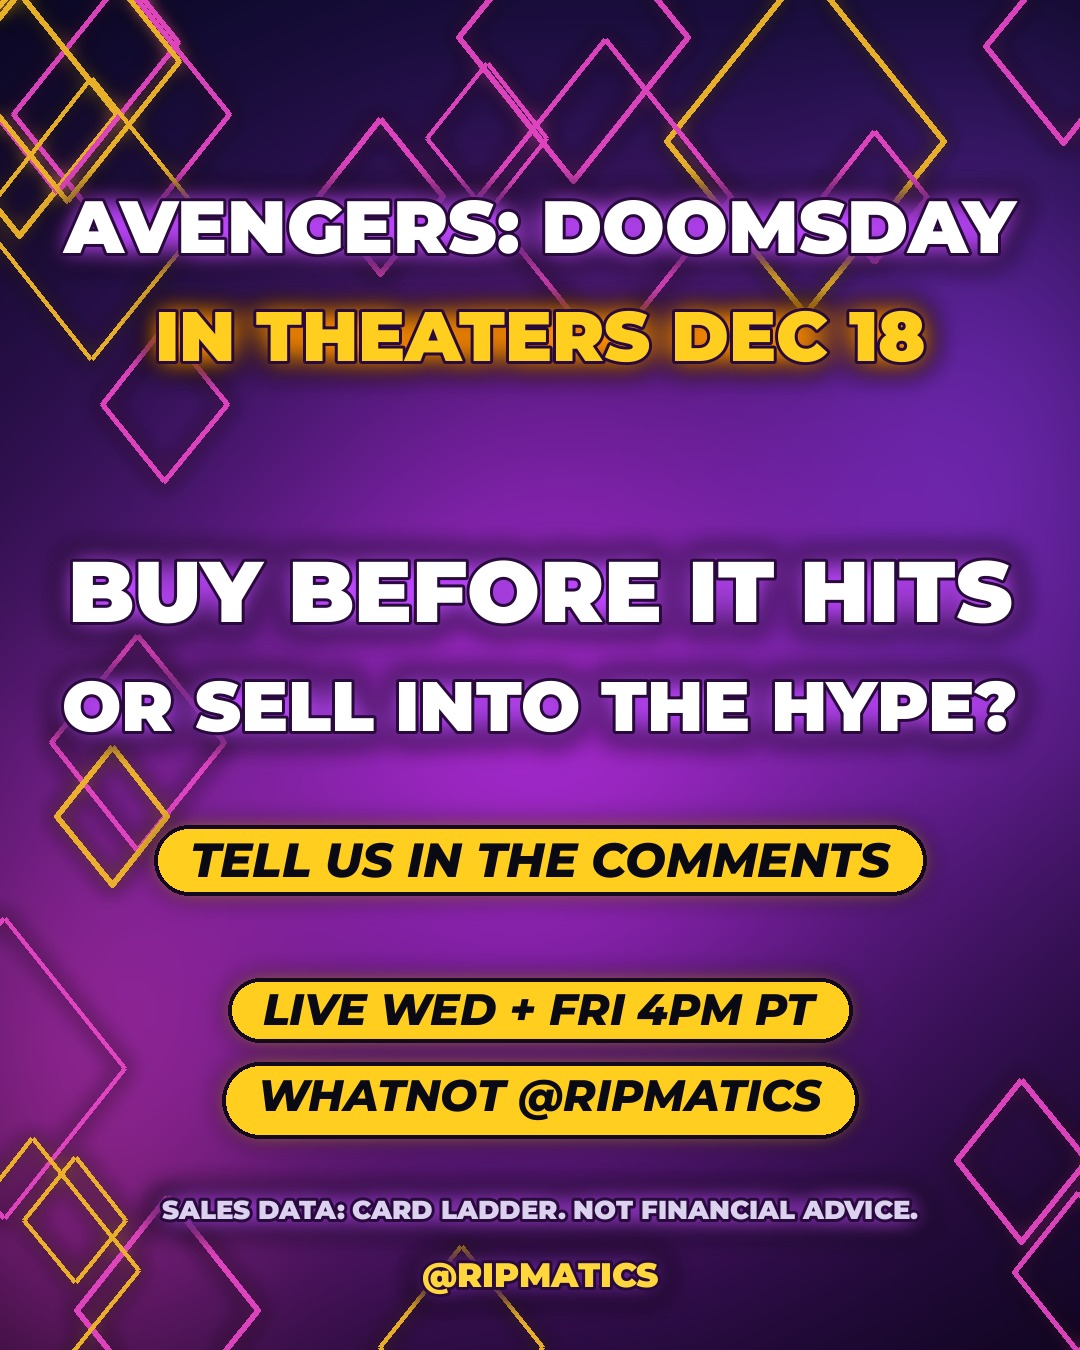 AVENGERS: DOOMSDAY
IN THEATERS DEC 18
BUY BEFORE IT HITS
OR SELL INTO THE HYPE?
TELL US IN THE COMMENTS
LIVE WED + FRI 4PM PT
WHATNOT @RIPMATICS
SALES DATA: CARD LADDER. NOT FINANCIAL ADVICE.
@RIPMATICS